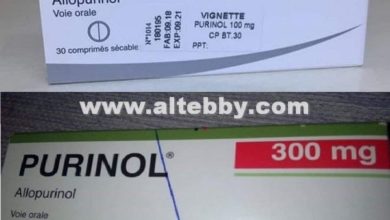 Allopurinol
Voie orale
30 comprimés sécable
N°1014
180195
FAB:09.18
EXP:09.21
VIGNETTE
PURINOL 100 mg
CP BT.30
PPT:
www.altebby.com
PURINOL®
300 mg
Allopurinol
Voie orale